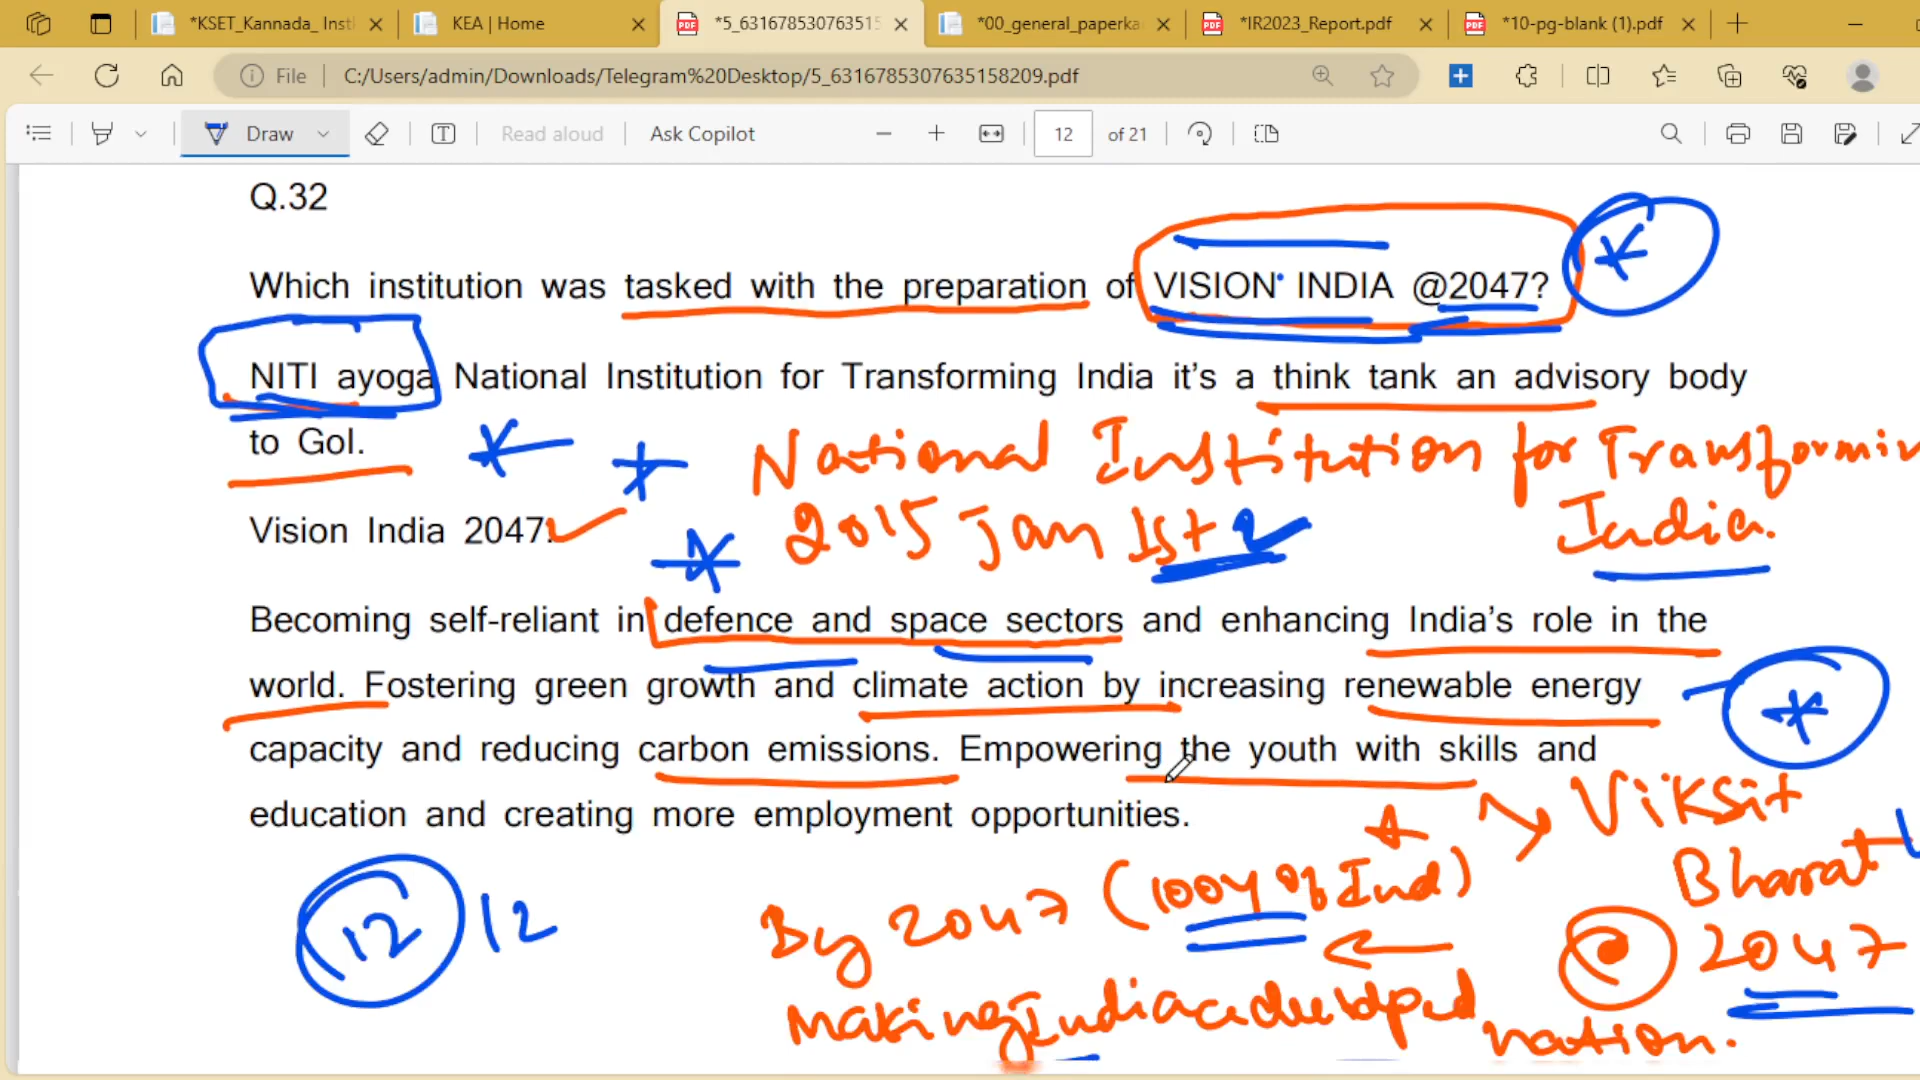 *KSET_Kannada_ Insti
KEA | Home
*5_63167853076351
*00_general_paperka
*IR2023_Report.pdf
*10-pg-blank (1).pdf
File
C:/Users/admin/Downloads/Telegram%20Desktop/5_6316785307635158209.pdf
Draw
Read aloud
Ask Copilot
12 of 21
Q.32
Which institution was tasked with the preparation of VISION INDIA @2047?
NITI ayoga National Institution for Transforming India it's a think tank an advisory body
to GoI.
National Institution for Transformin
India.
Vision India 2047:
2015 Jan 1st
Becoming self-reliant in defence and space sectors and enhancing India's role in the
world. Fostering green growth and climate action by increasing renewable energy
capacity and reducing carbon emissions. Empowering the youth with skills and
education and creating more employment opportunities.
Viksit
Bharat
2047
12 12
By 2047 (100Y of Ind)
making India a
nation.